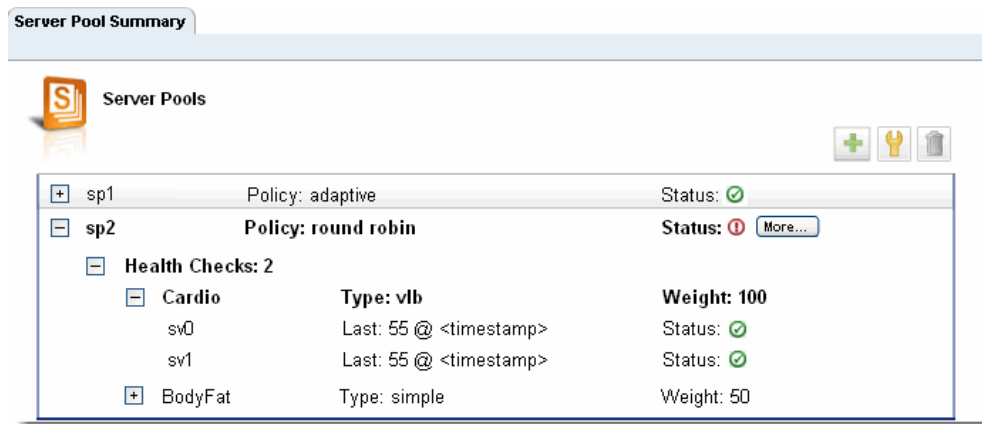 Server Pool Summary
S
Server Pools
sp1 Policy: adaptive Status:
sp2 Policy: round robin Status: More...
Health Checks: 2
Cardio Type: vlb Weight: 100
sv0 Last: 55 @ <timestamp> Status:
sv1 Last: 55 @ <timestamp> Status:
BodyFat Type: simple Weight: 50